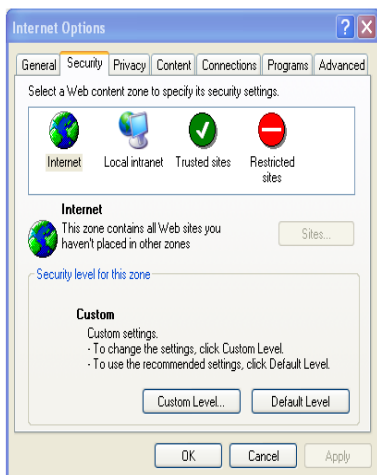 Internet Options
General Security Privacy Content Connections Programs Advanced
Select a Web content zone to specify its security settings.
Internet Local intranet Trusted sites Restricted
sites
Internet
This zone contains all Web sites you
haven't placed in other zones
Sites...
Security level for this zone
Custom
Custom settings.
- To change the settings, click Custom Level.
- To use the recommended settings, click Default Level.
Custom Level... Default Level
OK Cancel Apply